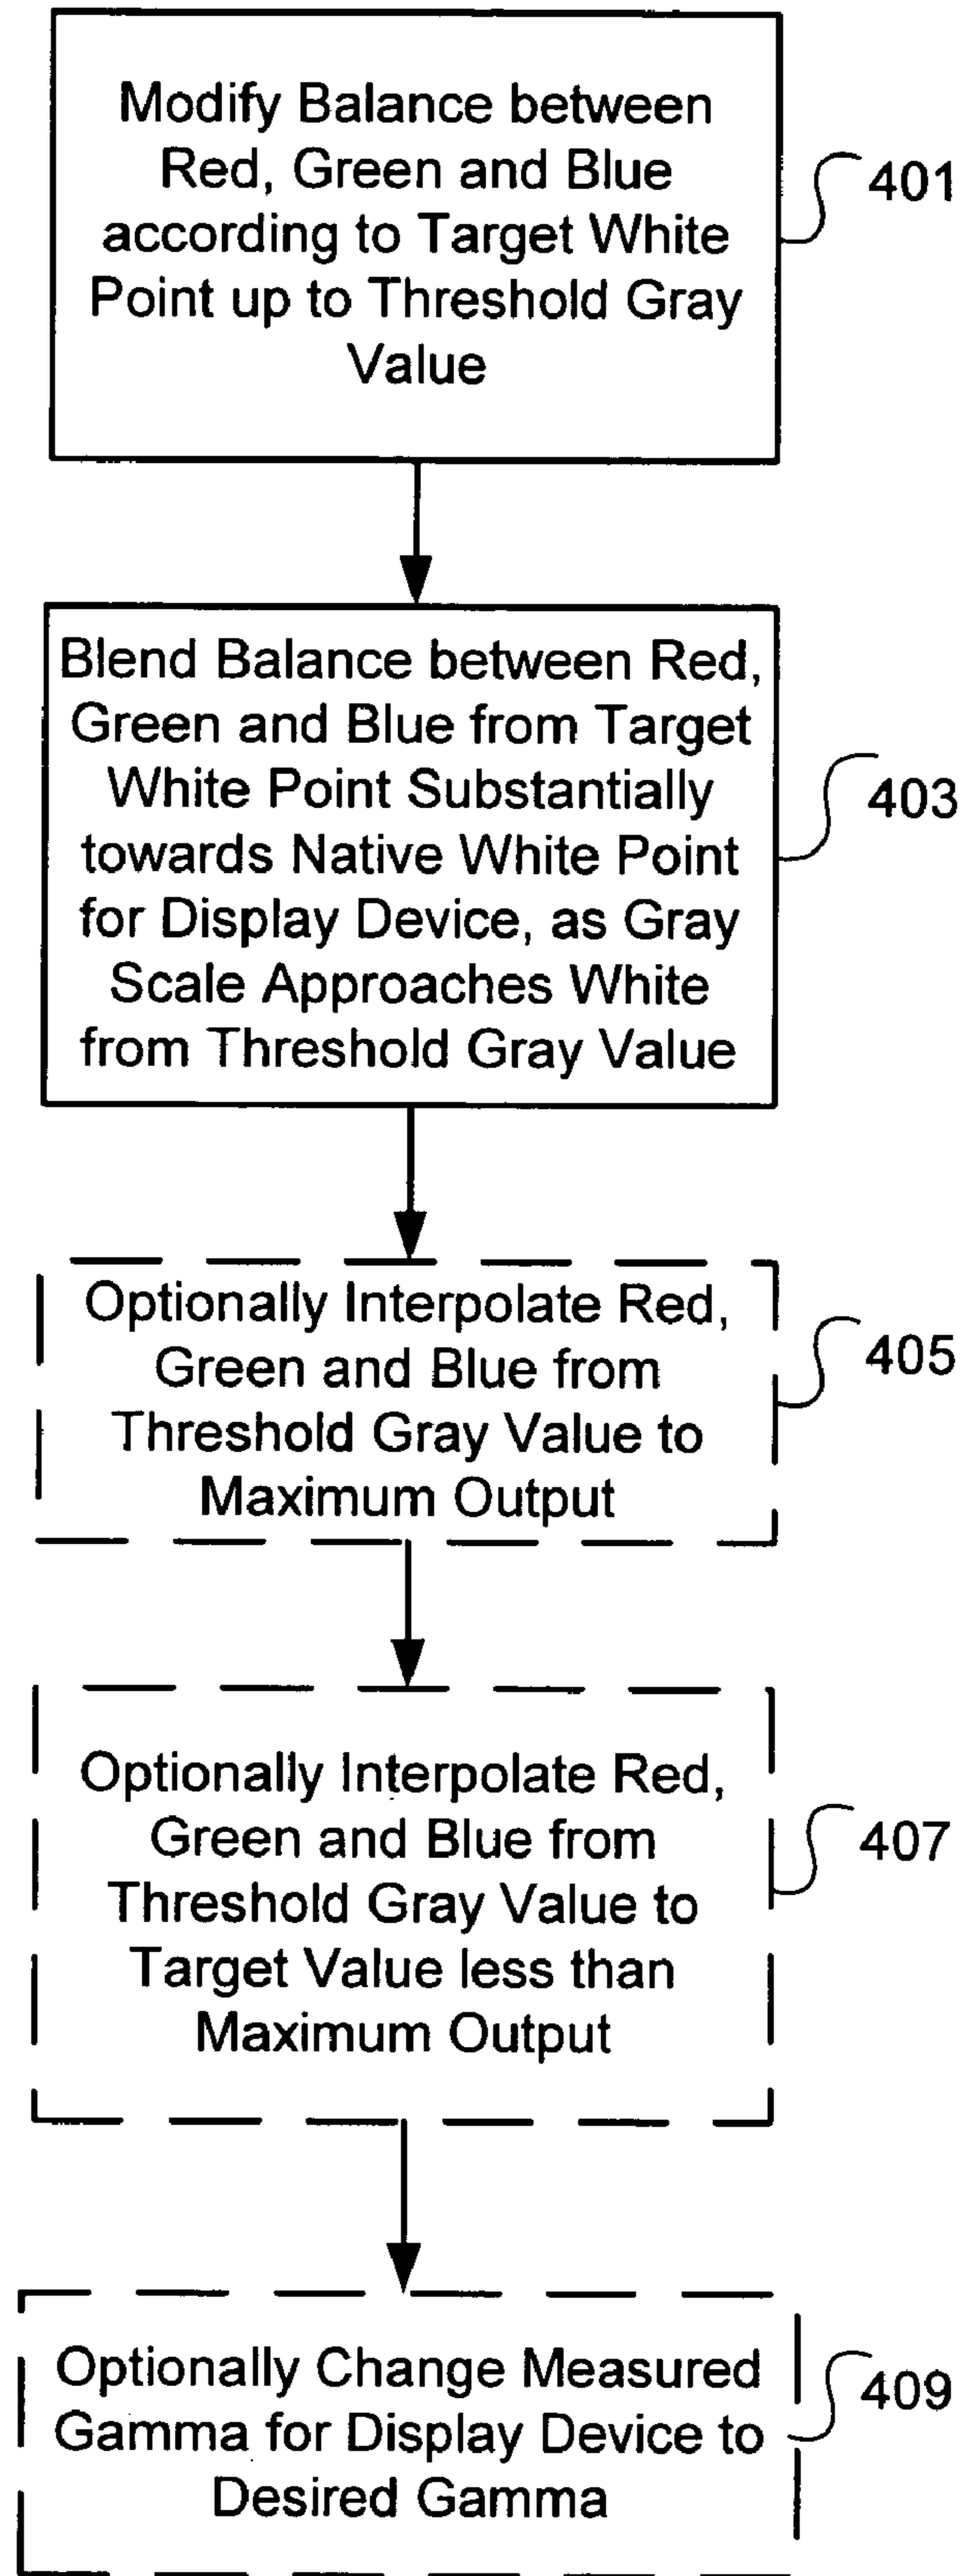 Modify Balance between
Red, Green and Blue
according to Target White
Point up to Threshold Gray
Value
401
Blend Balance between Red,
Green and Blue from Target
White Point Substantially
towards Native White Point
for Display Device, as Gray
Scale Approaches White
from Threshold Gray Value
403
Optionally Interpolate Red,
Green and Blue from
Threshold Gray Value to
Maximum Output
405
Optionally Interpolate Red,
Green and Blue from
Threshold Gray Value to
Target Value less than
Maximum Output
407
Optionally Change Measured
Gamma for Display Device to
Desired Gamma
409